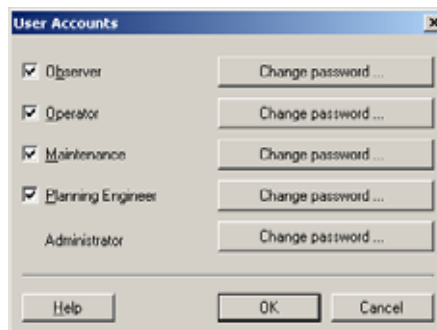 User Accounts
Observer Change password ...
Operator Change password ...
Maintenance Change password ...
Planning Engineer Change password ...
Administrator Change password ...
Help OK Cancel